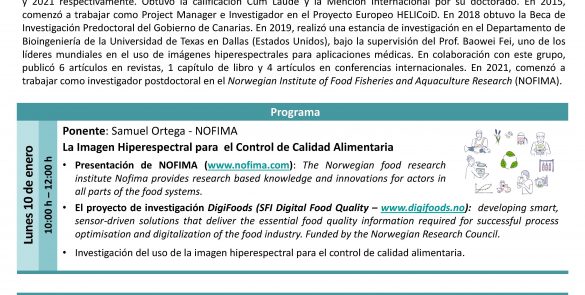 y 2021 respectivamente. Obtuvo la calificación Cum Laude y la Mención Internacional por su doctorado. En 2015,
comenzó a trabajar como Project Manager e Investigador en el Proyecto Europeo HELICoiD. En 2018 obtuvo la Beca de
Investigación Predoctoral del Gobierno de Canarias. En 2019, realizó una estancia de investigación en el Departamento de
Bioingeniería de la Universidad de Texas en Dallas (Estados Unidos), bajo la supervisión del Prof. Baowei Fei, uno de los
líderes mundiales en el uso de imágenes hiperespectrales para aplicaciones médicas. En colaboración con este grupo,
publicó 6 artículos en revistas, 1 capítulo de libro y 4 artículos en conferencias internacionales. En 2021, comenzó a
trabajar como investigador postdoctoral en el Norwegian Institute of Food Fisheries and Aquaculture Research (NOFIMA).
Programa
Lunes 10 de enero
10:00 h – 12:00 h
Ponente: Samuel Ortega - NOFIMA
La Imagen Hiperespectral para el Control de Calidad Alimentaria
• Presentación de NOFIMA (www.nofima.com): The Norwegian food research
institute Nofima provides research based knowledge and innovations for actors in
all parts of the food systems.
• El proyecto de investigación DigiFoods (SFI Digital Food Quality – www.digifoods.no): developing smart,
sensor-driven solutions that deliver the essential food quality information required for successful process
optimisation and digitalization of the food industry. Funded by the Norwegian Research Council.
• Investigación del uso de la imagen hiperespectral para el control de calidad alimentaria.